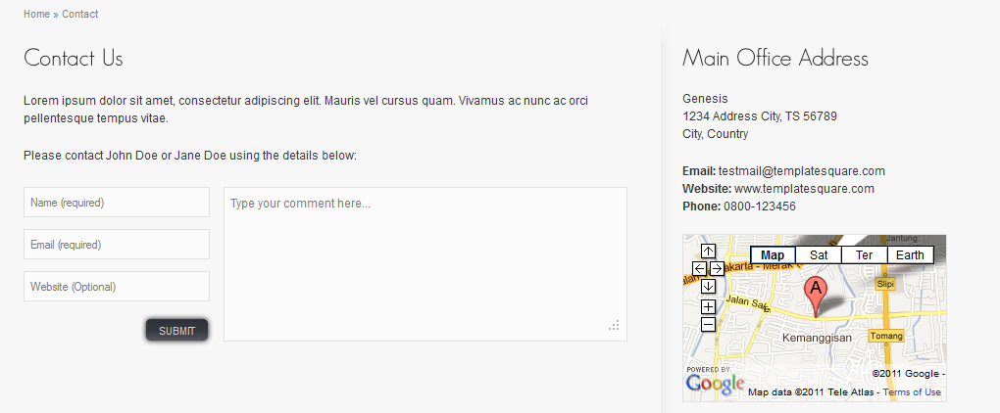 Home » Contact
Contact Us
Lorem ipsum dolor sit amet, consectetur adipiscing elit. Mauris vel cursus quam. Vivamus ac nunc ac orci
pellentesque tempus vitae.
Please contact John Doe or Jane Doe using the details below:
Name (required)
Email (required)
Website (Optional)
SUBMIT
Type your comment here...
Main Office Address
Genesis
1234 Address City, TS 56789
City, Country
Email: testmail@templatesquare.com
Website: www.templatesquare.com
Phone: 0800-123456
Jantung
Map Sat Ter Earth
Jakarta - Merak
Slipi
A
Jalan
Kemanggisan
Tomang
POWERED BY
Google
©2011 Google -
Map data ©2011 Tele Atlas - Terms of Use